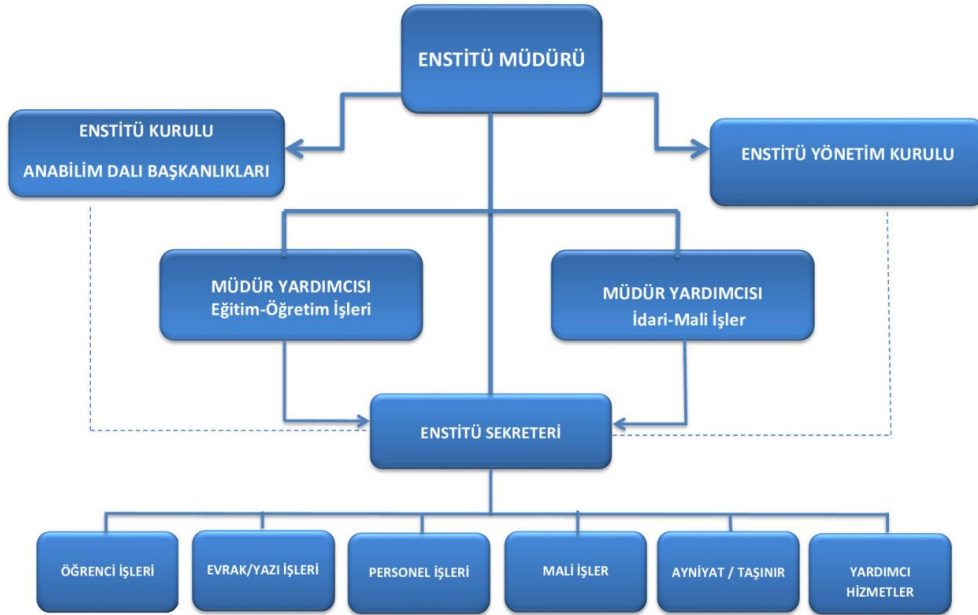 ENSTİTÜ MÜDÜRÜ
ENSTİTÜ KURULU
ANABİLİM DALI BAŞKANLIKLARI
ENSTİTÜ YÖNETİM KURULU
MÜDÜR YARDIMCISI
Eğitim-Öğretim İşleri
MÜDÜR YARDIMCISI
İdari-Mali İşler
ENSTİTÜ SEKRETERİ
ÖĞRENCİ İŞLERİ
EVRAK/YAZI İŞLERİ
PERSONEL İŞLERİ
MALİ İŞLER
AYNİYAT / TAŞINIR
YARDIMCI
HİZMETLER